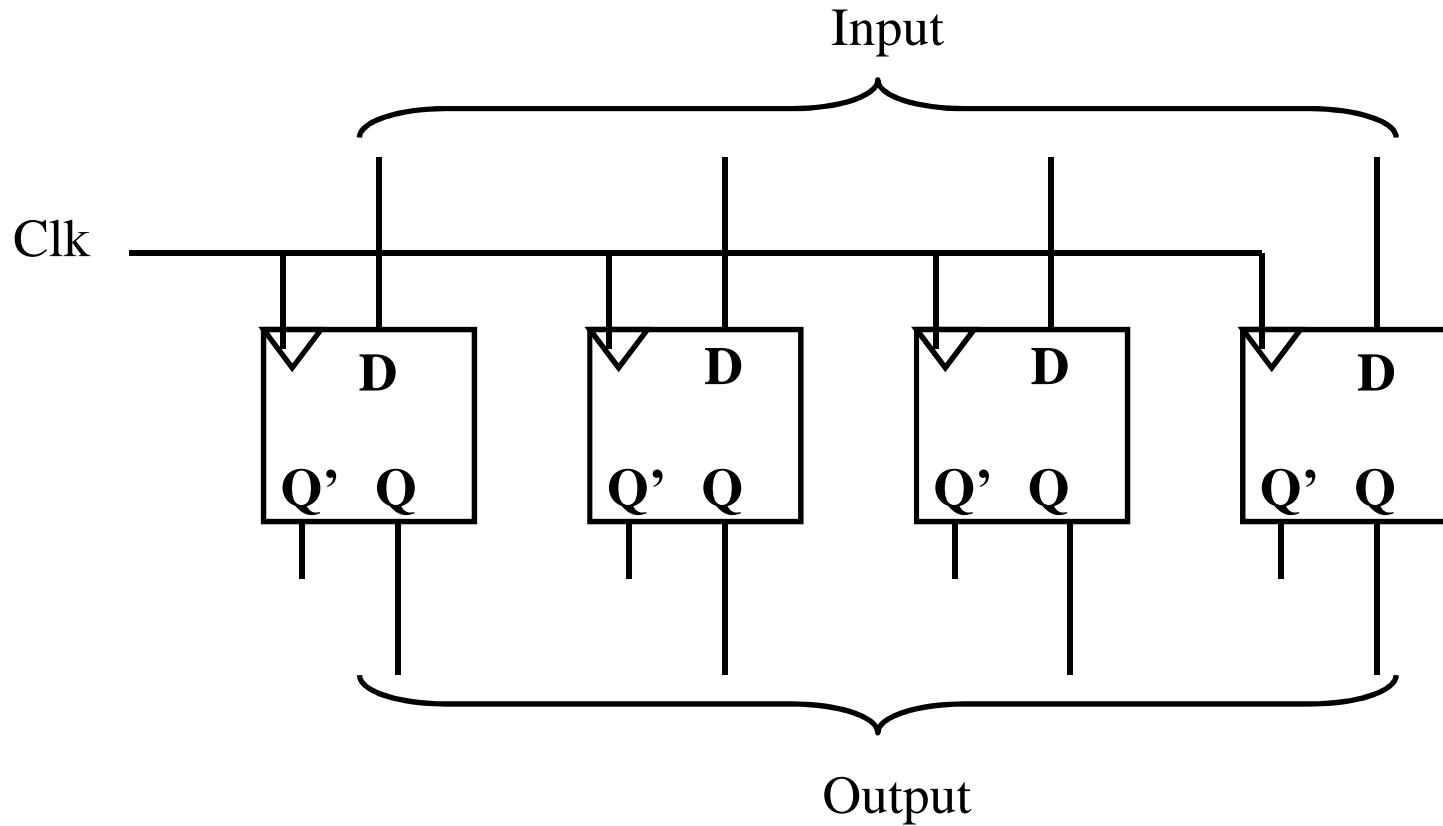 Input
Clk
D D D D
Q’ Q Q’ Q Q’ Q Q’ Q
Output